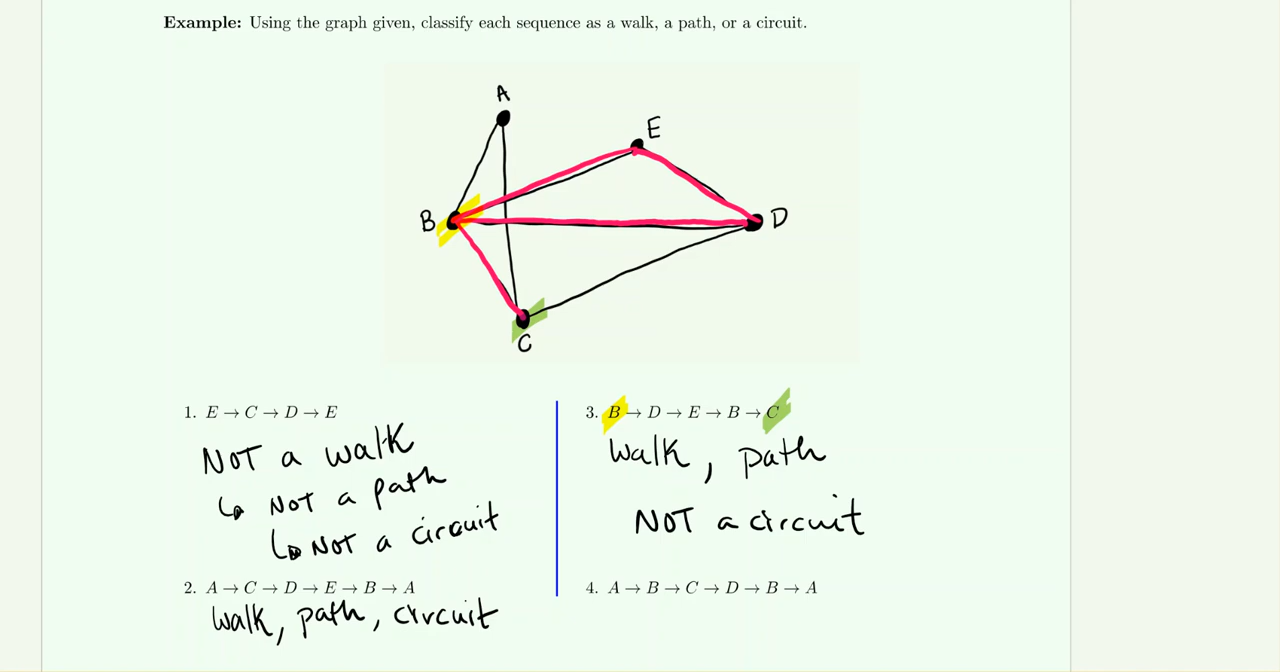 Example: Using the graph given, classify each sequence as a walk, a path, or a circuit.
A
E
B
D
C
1. E → C → D → E
NOT a walk
↳ NOT a path
↳ NOT a circuit
2. A → C → D → E → B → A
walk, path, circuit
3. B → D → E → B → C
walk, path
NOT a circuit
4. A → B → C → D → B → A